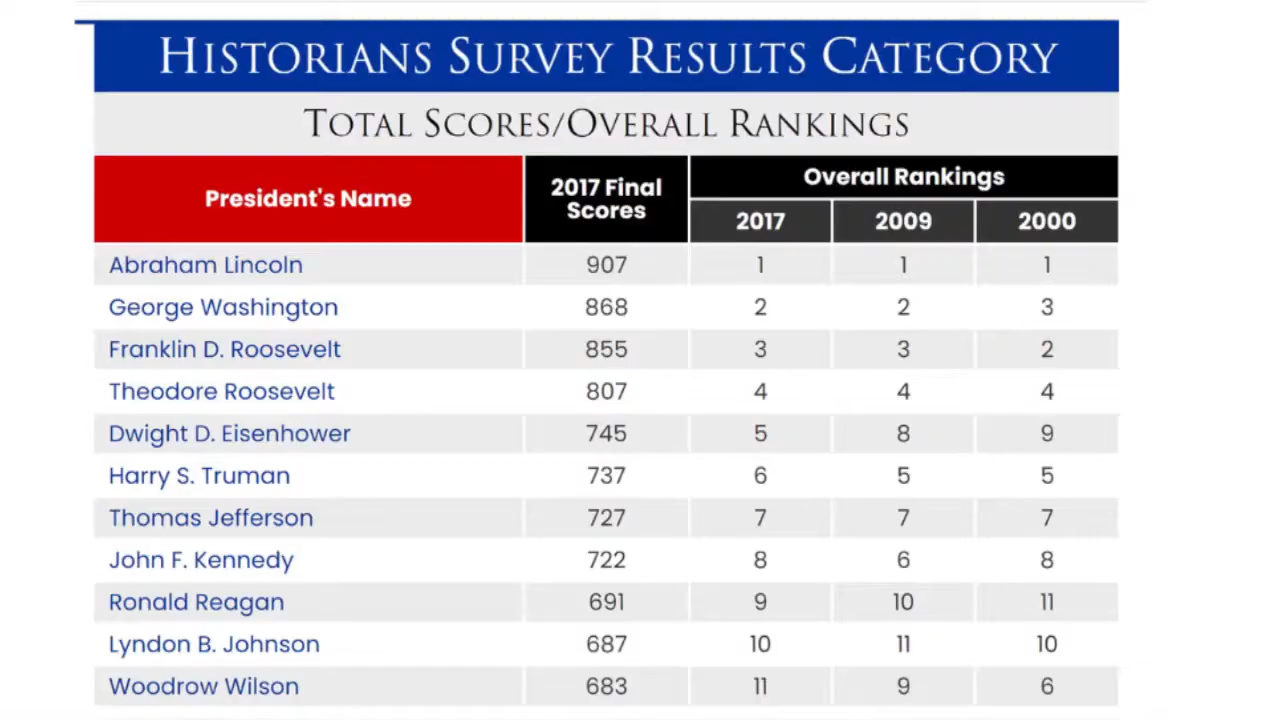 HISTORIANS SURVEY RESULTS CATEGORY
TOTAL SCORES/OVERALL RANKINGS
President's Name 2017 Final Scores Overall Rankings
2017 2009 2000
Abraham Lincoln 907 1 1 1
George Washington 868 2 2 3
Franklin D. Roosevelt 855 3 3 2
Theodore Roosevelt 807 4 4 4
Dwight D. Eisenhower 745 5 8 9
Harry S. Truman 737 6 5 5
Thomas Jefferson 727 7 7 7
John F. Kennedy 722 8 6 8
Ronald Reagan 691 9 10 11
Lyndon B. Johnson 687 10 11 10
Woodrow Wilson 683 11 9 6